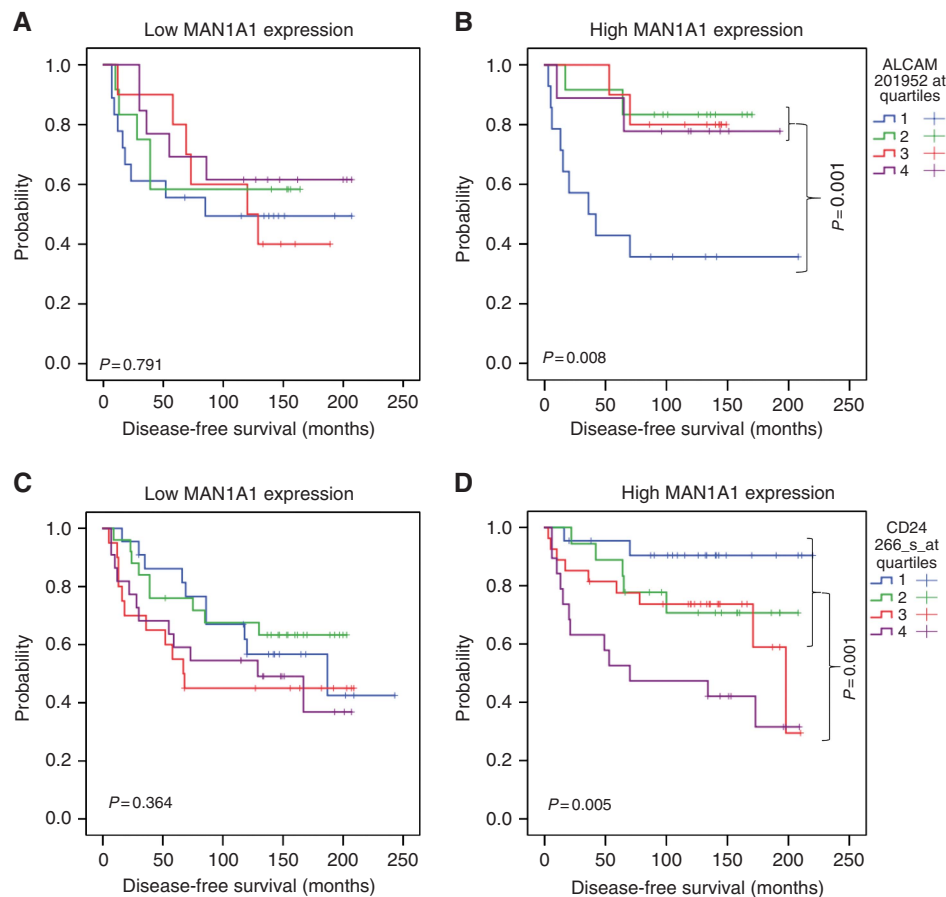 A
Low MAN1A1 expression
1.0
0.8
0.6
0.4
0.2
0.0
Probability
P=0.791
0 50 100 150 200 250
Disease-free survival (months)
B
High MAN1A1 expression
1.0
0.8
0.6
0.4
0.2
0.0
Probability
P=0.008
P=0.001
0 50 100 150 200 250
Disease-free survival (months)
ALCAM
201952 at
quartiles
1
2
3
4
C
Low MAN1A1 expression
1.0
0.8
0.6
0.4
0.2
0.0
Probability
P=0.364
0 50 100 150 200 250
Disease-free survival (months)
D
High MAN1A1 expression
1.0
0.8
0.6
0.4
0.2
0.0
Probability
P=0.005
P=0.001
0 50 100 150 200 250
Disease-free survival (months)
CD24
266_s_at
quartiles
1
2
3
4